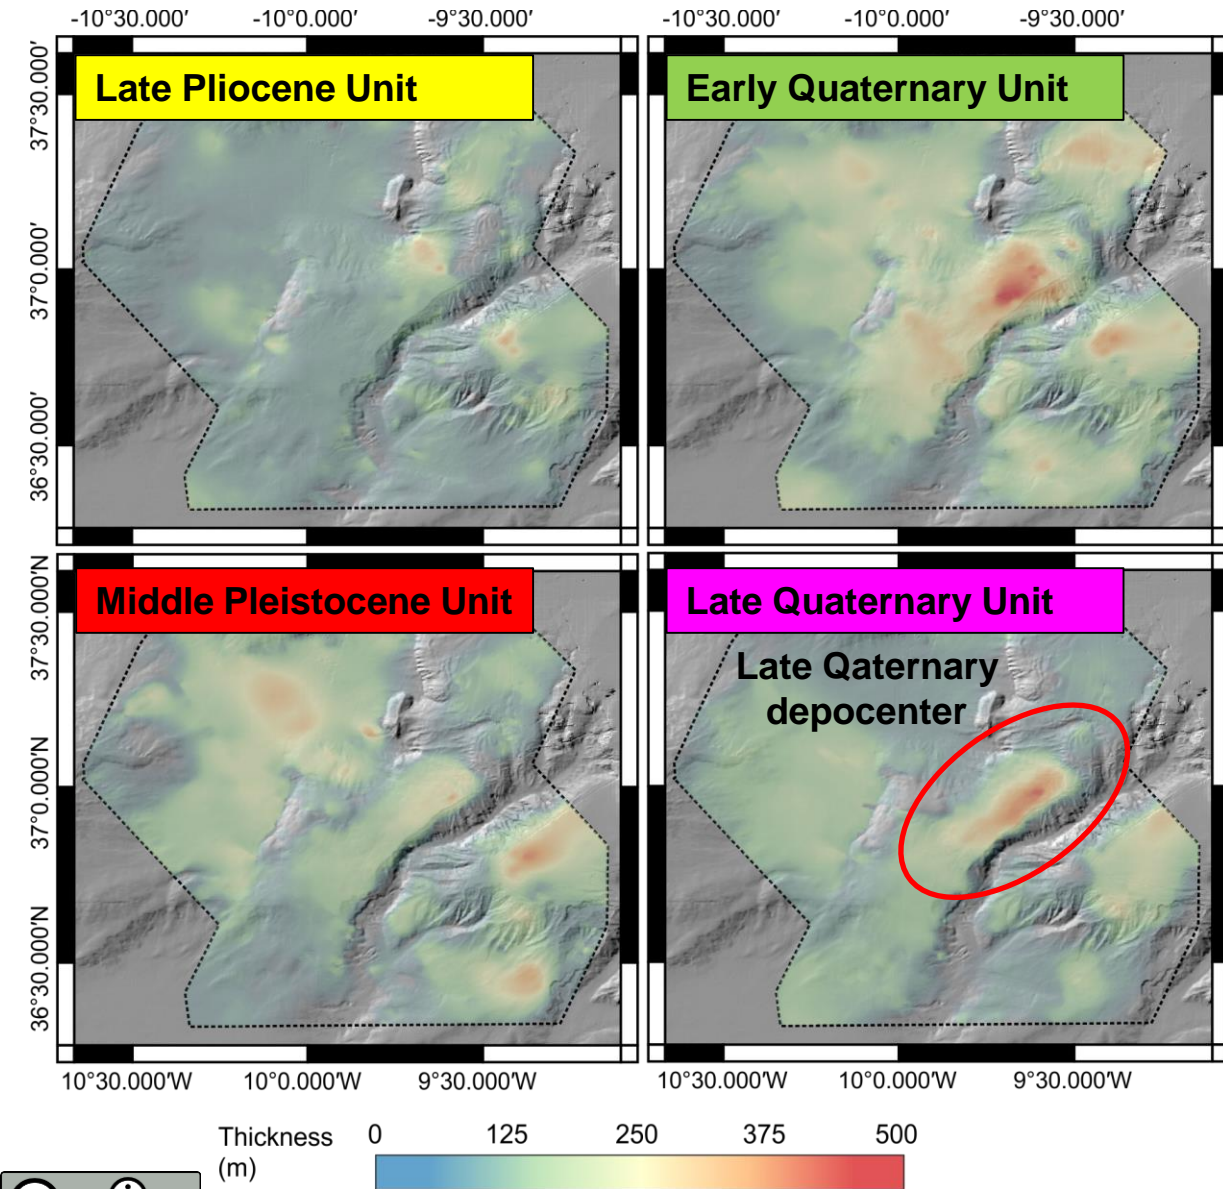 -10°30.000′ -10°0.000′ -9°30.000′ -10°30.000′ -10°0.000′ -9°30.000′
37°30.000′
37°0.000′
36°30.000′
Late Pliocene Unit
Early Quaternary Unit
37°30.000′N
37°0.000′N
36°30.000′N
Middle Pleistocene Unit
Late Quaternary Unit
Late Qaternary
depocenter
10°30.000′W 10°0.000′W 9°30.000′W 10°30.000′W 10°0.000′W 9°30.000′W
Thickness
(m)
0 125 250 375 500